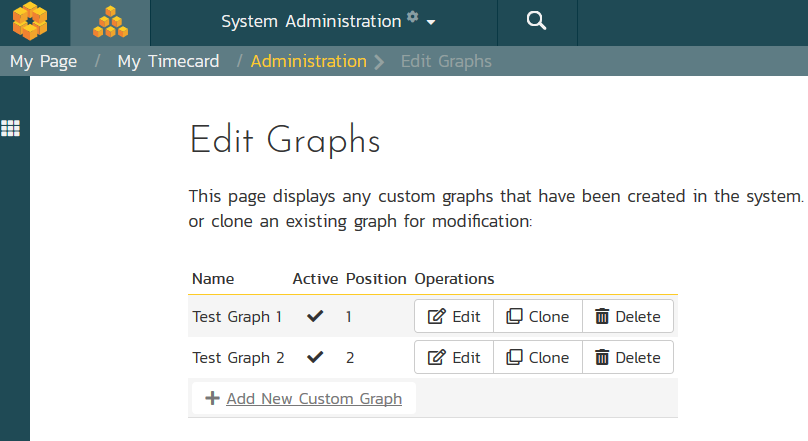 System Administration
My Page / My Timecard / Administration > Edit Graphs
Edit Graphs
This page displays any custom graphs that have been created in the system.
or clone an existing graph for modification:
Name Active Position Operations
Test Graph 1 ✔ 1 Edit Clone Delete
Test Graph 2 ✔ 2 Edit Clone Delete
+ Add New Custom Graph